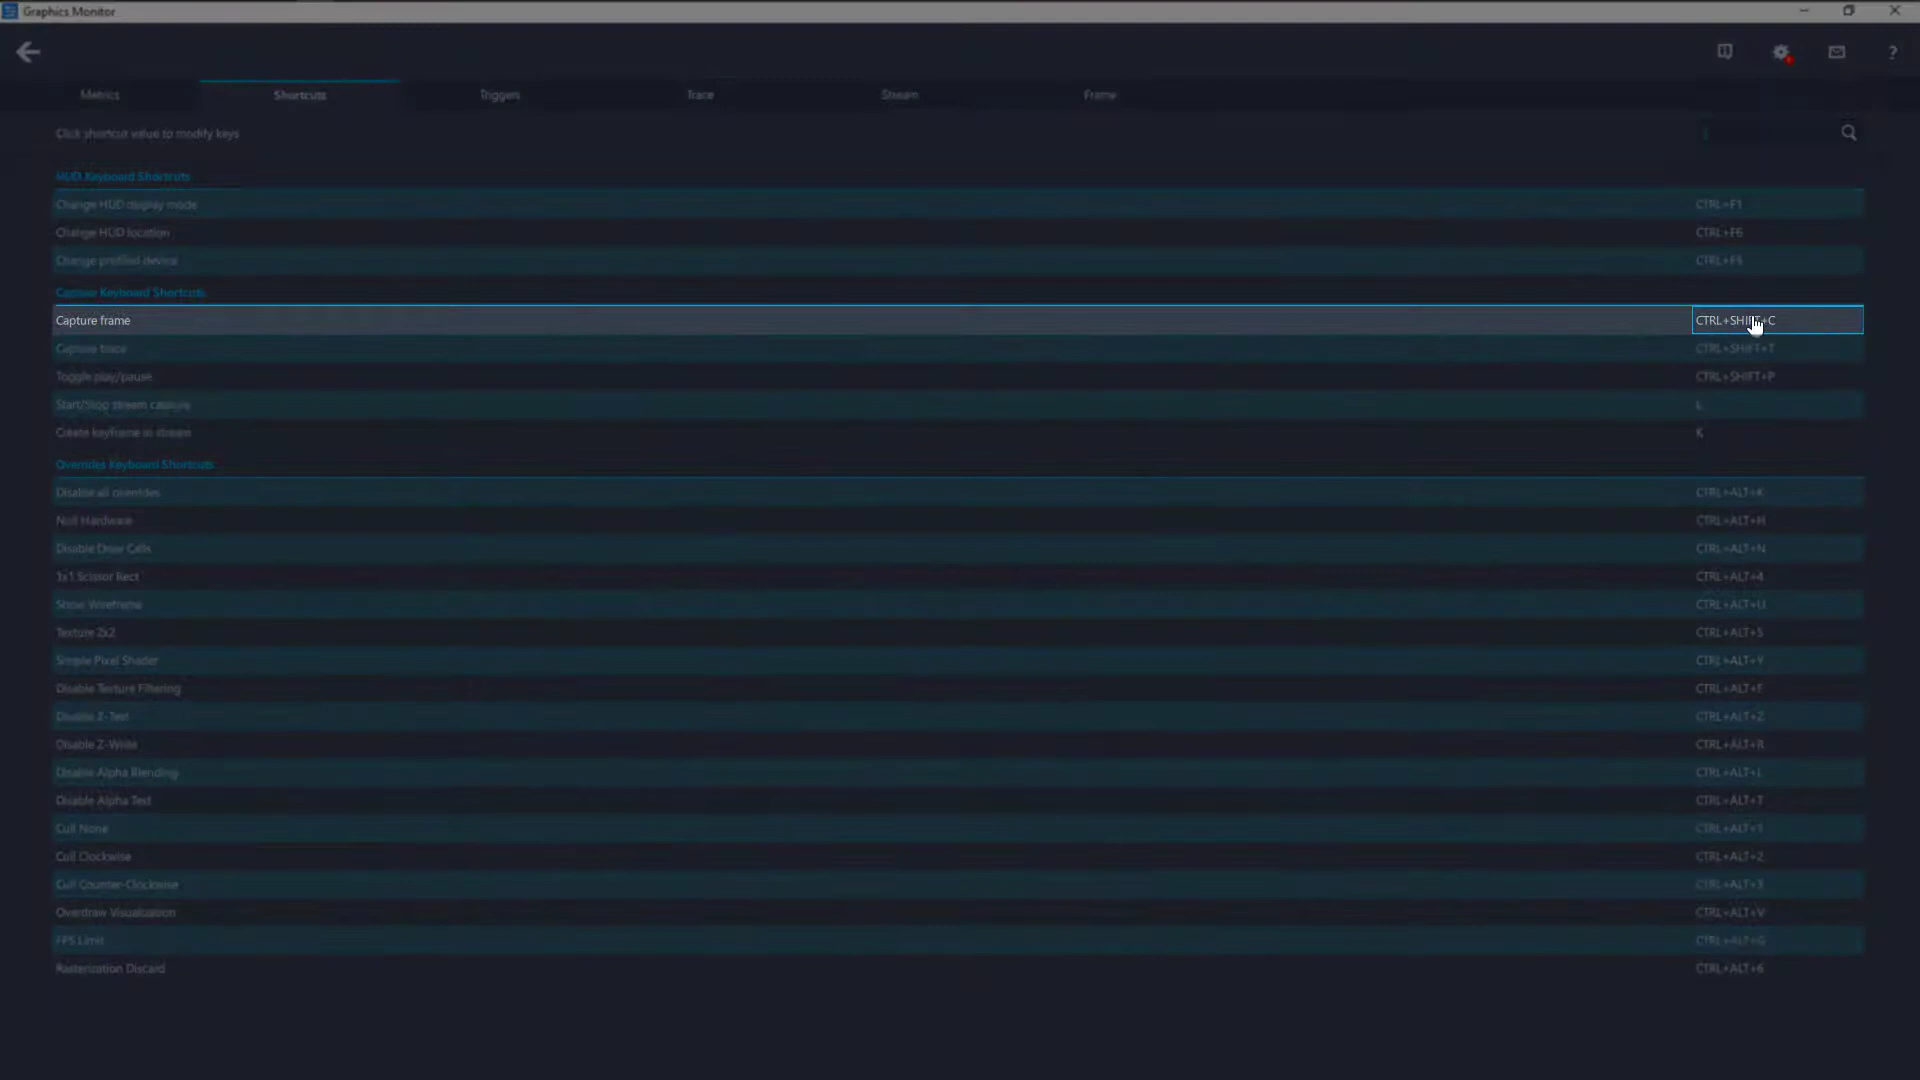 Graphics Monitor
Metrics
Shortcuts
Triggers
Trace
Stream
Frame
Click shortcut value to modify keys
HUD Keyboard Shortcuts
Change HUD display mode CTRL+F1
Change HUD location CTRL+F6
Change profiled device CTRL+F5
Capture Keyboard Shortcuts
Capture frame CTRL+SHIFT+C
Capture trace CTRL+SHIFT+T
Toggle play/pause CTRL+SHIFT+P
Start/Stop stream capture L
Create keyframe in stream K
Overrides Keyboard Shortcuts
Disable all overrides CTRL+ALT+K
Null Hardware CTRL+ALT+H
Disable Draw Calls CTRL+ALT+N
1x1 Scissor Rect CTRL+ALT+4
Show Wireframe CTRL+ALT+U
Texture 2x2 CTRL+ALT+5
Simple Pixel Shader CTRL+ALT+Y
Disable Texture Filtering CTRL+ALT+F
Disable Z-Test CTRL+ALT+Z
Disable Z-Write CTRL+ALT+R
Disable Alpha Blending CTRL+ALT+L
Disable Alpha Test CTRL+ALT+T
Cull None CTRL+ALT+1
Cull Clockwise CTRL+ALT+2
Cull Counter-Clockwise CTRL+ALT+3
Overdraw Visualization CTRL+ALT+V
FPS Limit CTRL+ALT+G
Rasterization Discard CTRL+ALT+6